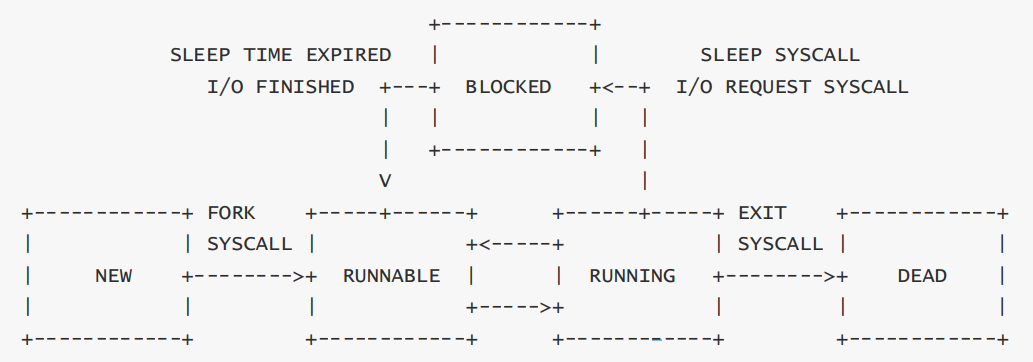 +------------+
            SLEEP TIME EXPIRED   |            |        SLEEP SYSCALL
               I/O FINISHED  +---+  BLOCKED   +<--+  I/O REQUEST SYSCALL
                             |   |            |   |
                             |   +------------+   |
                             V                    |
+------------+ FORK    +-----+------+      +------+-----+ EXIT    +------------+
|            | SYSCALL |            +<-----+            | SYSCALL |            |
|     NEW    +-------->+  RUNNABLE  |      |  RUNNING   +-------->+    DEAD    |
|            |         |            +----->+            |         |            |
+------------+         +------------+      +------------+         +------------+